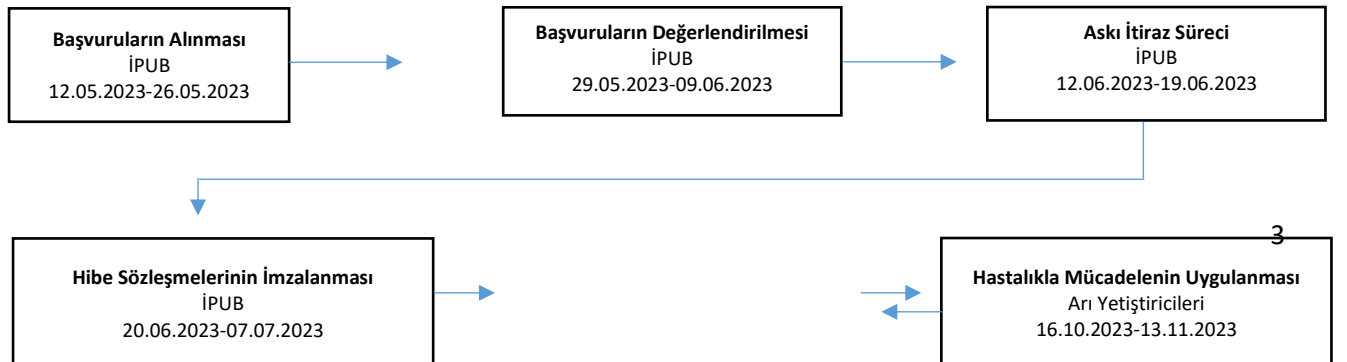 Başvuruların Alınması
İPUB
12.05.2023-26.05.2023
Başvuruların Değerlendirilmesi
İPUB
29.05.2023-09.06.2023
Askı İtiraz Süreci
İPUB
12.06.2023-19.06.2023
3
Hibe Sözleşmelerinin İmzalanması
İPUB
20.06.2023-07.07.2023
Hastalıkla Mücadelenin Uygulanması
Arı Yetiştiricileri
16.10.2023-13.11.2023